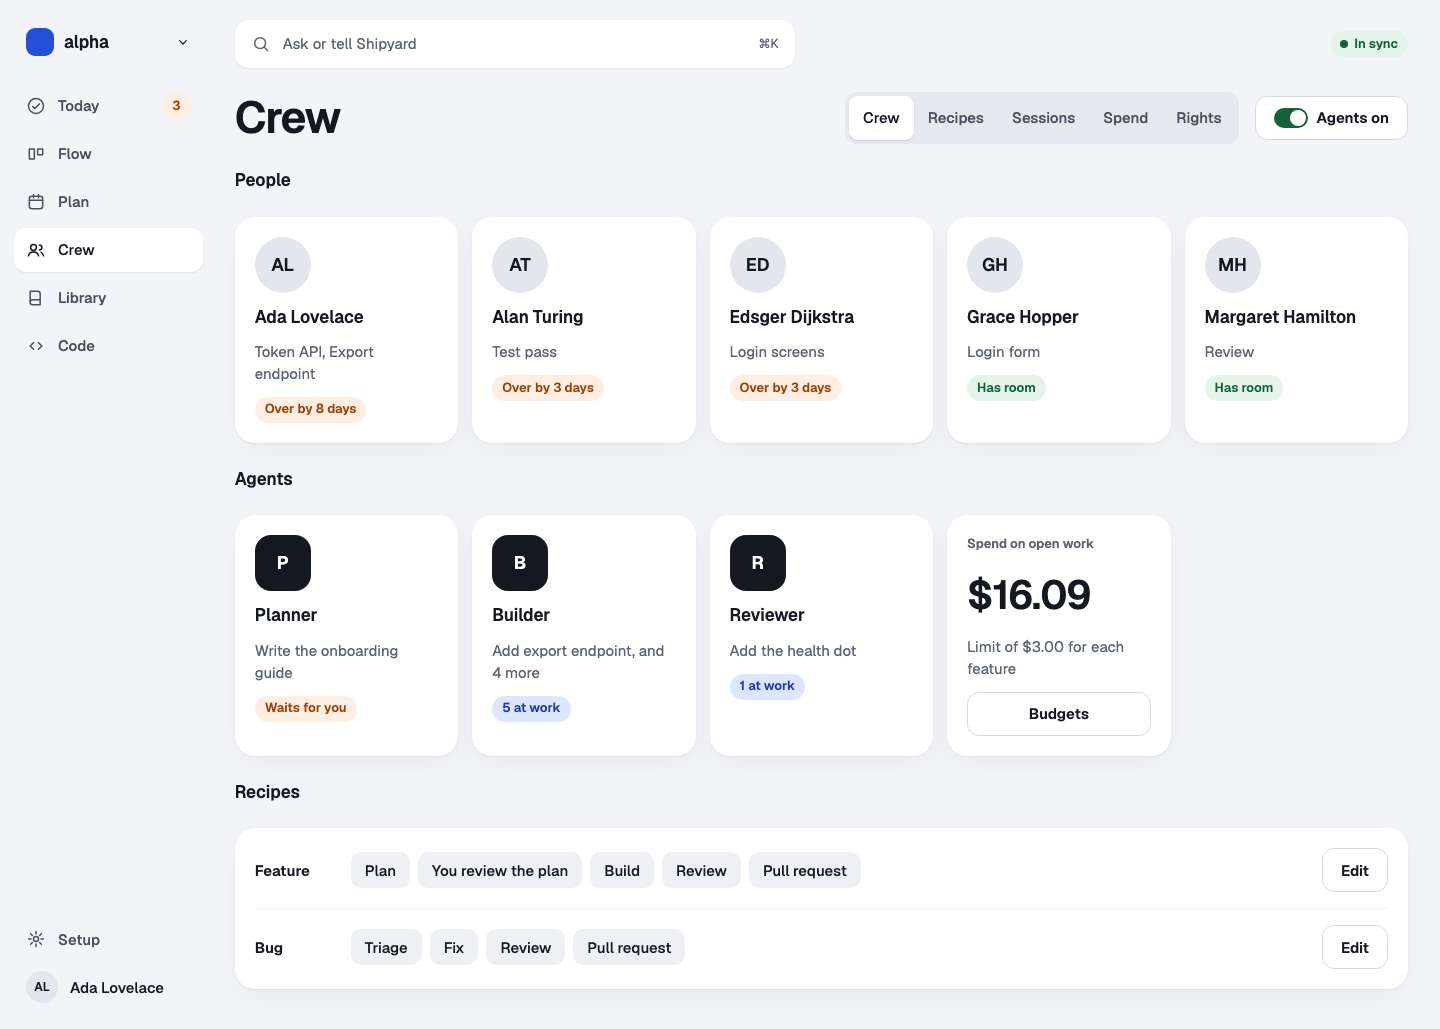 alpha
Ask or tell Shipyard
⌘K
In sync
Today
3
Flow
Plan
Crew
Library
Code
Setup
AL
Ada Lovelace
Crew
Crew
Recipes
Sessions
Spend
Rights
Agents on
People
AL
Ada Lovelace
Token API, Export
endpoint
Over by 8 days
AT
Alan Turing
Test pass
Over by 3 days
ED
Edsger Dijkstra
Login screens
Over by 3 days
GH
Grace Hopper
Login form
Has room
MH
Margaret Hamilton
Review
Has room
Agents
P
Planner
Write the onboarding
guide
Waits for you
B
Builder
Add export endpoint, and
4 more
5 at work
R
Reviewer
Add the health dot
1 at work
Spend on open work
$16.09
Limit of $3.00 for each
feature
Budgets
Recipes
Feature
Plan
You review the plan
Build
Review
Pull request
Edit
Bug
Triage
Fix
Review
Pull request
Edit